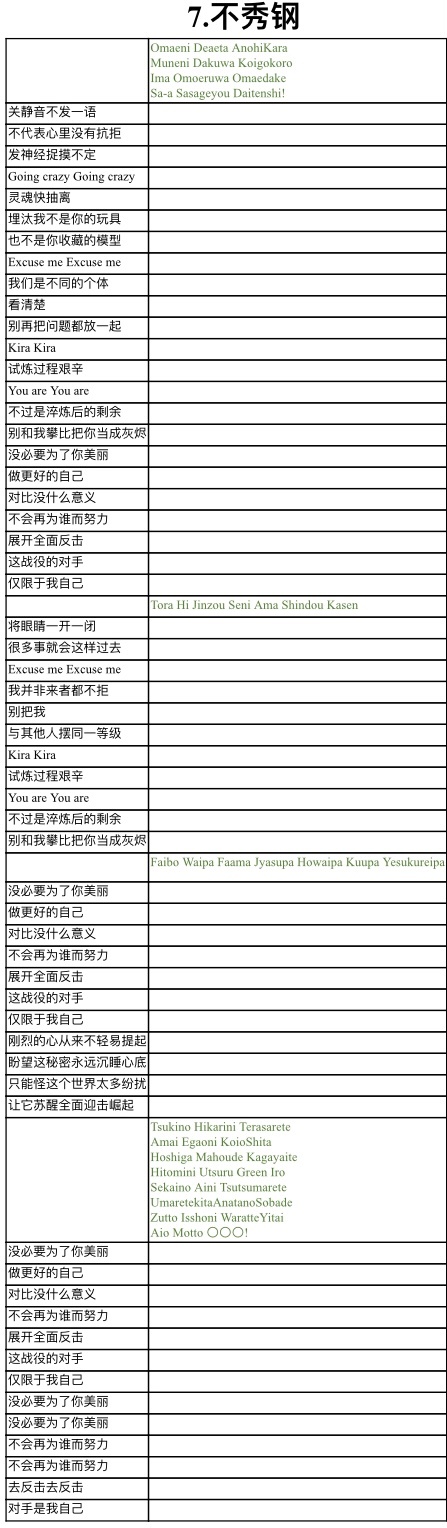 7.不秀钢
Omaeni Deaeta AnohiKara
Muneni Dakuwa Koigokoro
Ima Omoeruwa Omaedake
Sa-a Sasageyou Daitenshi!
关静音不发一语
不代表心里没有抗拒
发神经捉摸不定
Going crazy Going crazy
灵魂快抽离
埋汰我不是你的玩具
也不是你收藏的模型
Excuse me Excuse me
我们是不同的个体
看清楚
别再把问题都放一起
Kira Kira
试炼过程艰辛
You are You are
不过是淬炼后的剩余
别和我攀比把你当成灰烬
没必要为了你美丽
做更好的自己
对比没什么意义
不会再为谁而努力
展开全面反击
这战役的对手
仅限于我自己
Tora Hi Jinzou Seni Ama Shindou Kasen
将眼睛一开一闭
很多事就会这样过去
Excuse me Excuse me
我并非来者都不拒
别把我
与其他人摆同一等级
Kira Kira
试炼过程艰辛
You are You are
不过是淬炼后的剩余
别和我攀比把你当成灰烬
Faibo Waipa Faama Jyasupa Howaipa Kuupa Yesukureipa
没必要为了你美丽
做更好的自己
对比没什么意义
不会再为谁而努力
展开全面反击
这战役的对手
仅限于我自己
刚烈的心从来不轻易提起
盼望这秘密永远沉睡心底
只能怪这个世界太多纷扰
让它苏醒全面迎击崛起
Tsukino Hikarini Terasarete
Amai Egaoni KoioShita
Hoshiga Mahoude Kagayaite
Hitomini Utsuru Green Iro
Sekaino Aini Tsutsumarete
UmaretekitaAnatanoSobade
Zutto Isshoni WaratteYitai
Aio Motto 〇〇〇!
没必要为了你美丽
做更好的自己
对比没什么意义
不会再为谁而努力
展开全面反击
这战役的对手
仅限于我自己
没必要为了你美丽
没必要为了你美丽
不会再为谁而努力
不会再为谁而努力
去反击去反击
对手是我自己